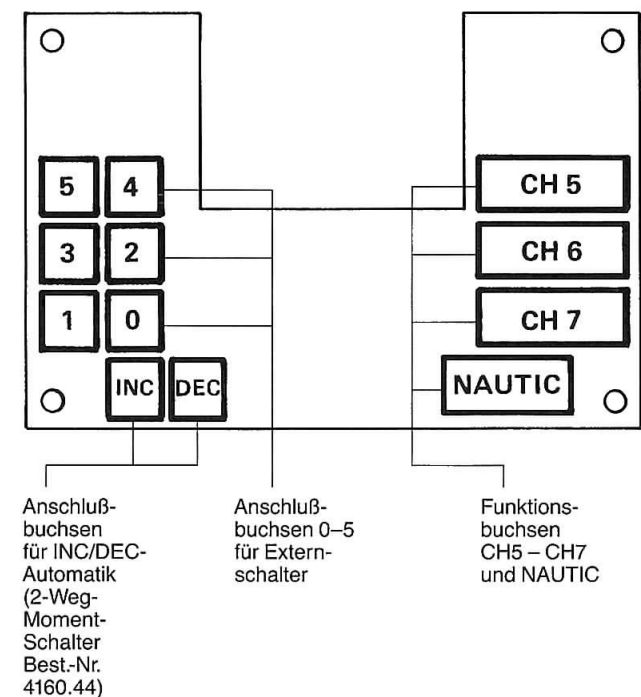 5 4 CH 5
3 2 CH 6
1 0 CH 7
INC DEC NAUTIC
Anschluß-
buchsen
für INC/DEC-
Automatik
(2-Weg-
Moment-
Schalter
Best.-Nr.
4160.44)
Anschluß-
buchsen 0–5
für Extern-
schalter
Funktions-
buchsen
CH5 – CH7
und NAUTIC